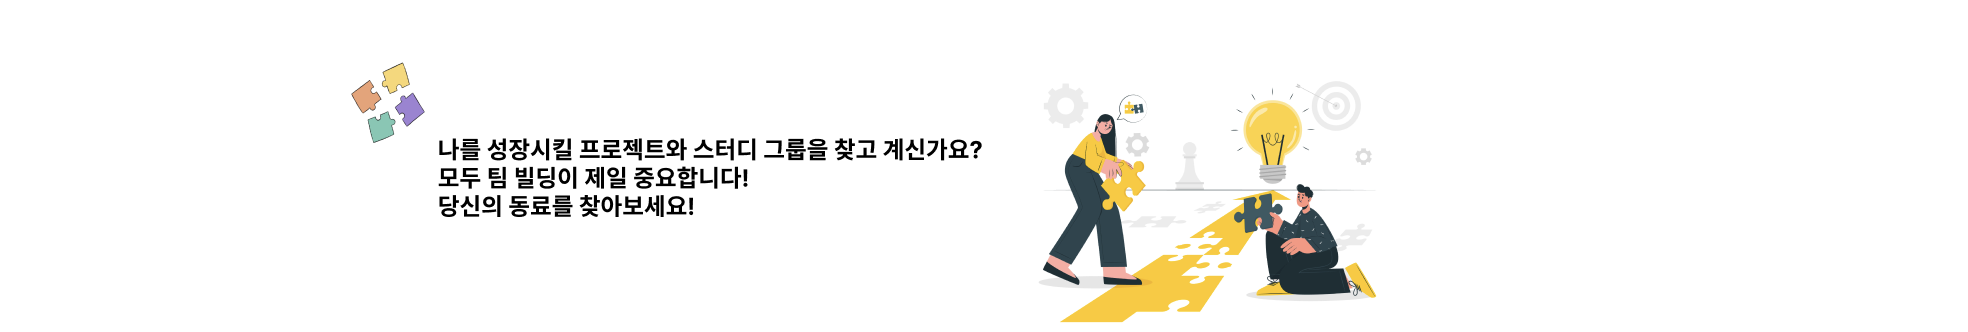 나를 성장시킬 프로젝트와 스터디 그룹을 찾고 계신가요?
모두 팀 빌딩이 제일 중요합니다!
당신의 동료를 찾아보세요!